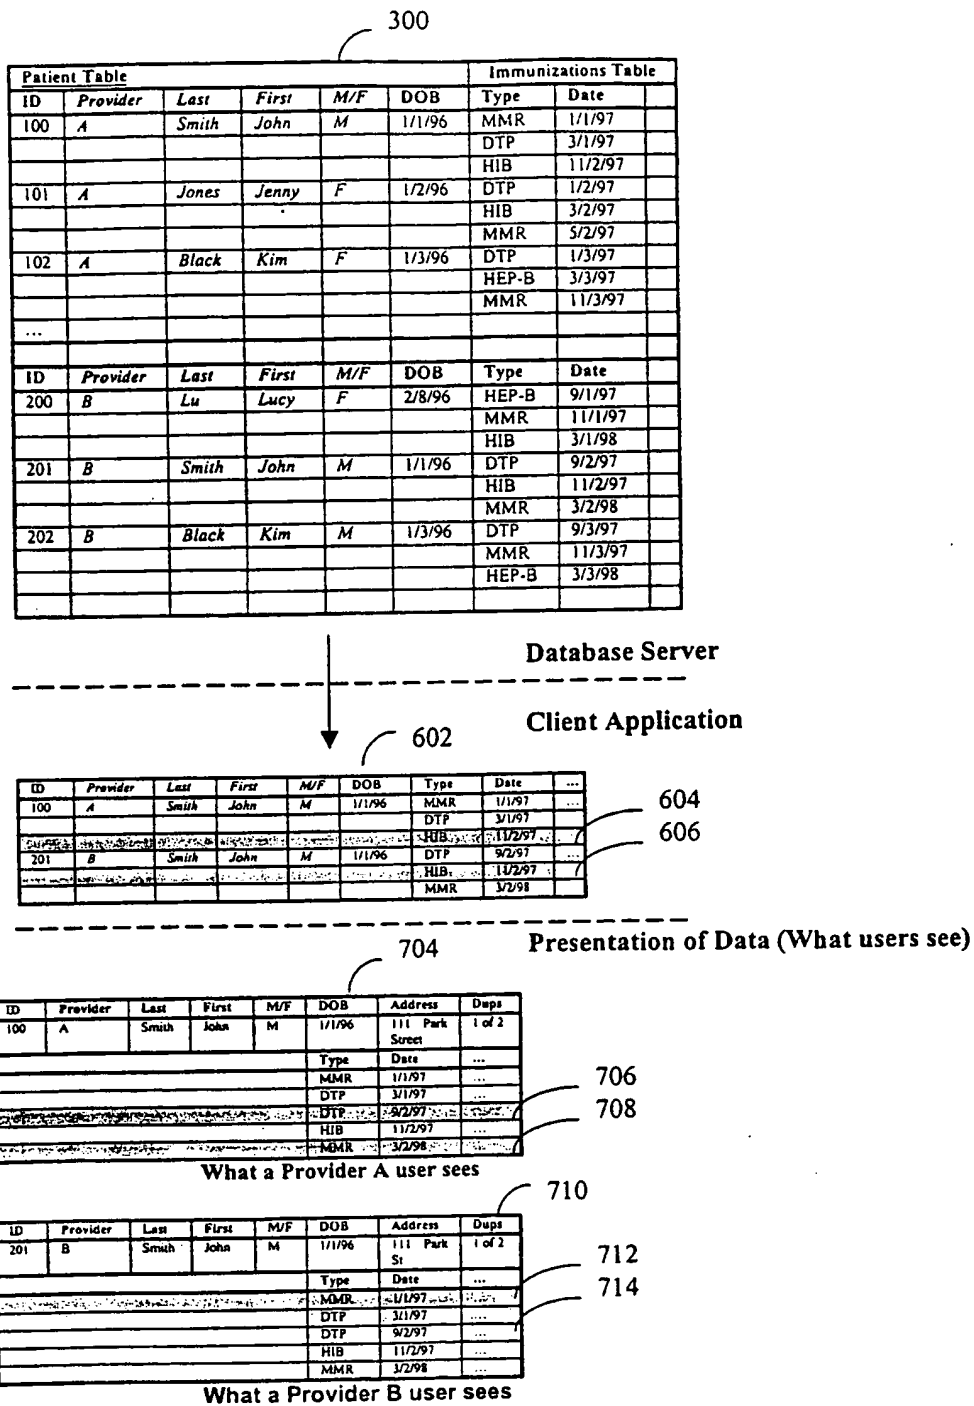 300
Patient Table Immunizations Table
ID Provider Last First M/F DOB Type Date
100 A Smith John M 1/1/96 MMR 1/1/97
DTP 3/1/97
HIB 11/2/97
101 A Jones Jenny F 1/2/96 DTP 1/2/97
HIB 3/2/97
MMR 5/2/97
102 A Black Kim F 1/3/96 DTP 1/3/97
HEP-B 3/3/97
MMR 11/3/97
...
ID Provider Last First M/F DOB Type Date
200 B Lu Lucy F 2/8/96 HEP-B 9/1/97
MMR 11/1/97
HIB 3/1/98
201 B Smith John M 1/1/96 DTP 9/2/97
HIB 11/2/97
MMR 3/2/98
202 B Black Kim M 1/3/96 DTP 9/3/97
MMR 11/3/97
HEP-B 3/3/98
Database Server
Client Application
602
ID Provider Last First M/F DOB Type Date ...
100 A Smith John M 1/1/96 MMR 1/1/97 ...
DTP 3/1/97
HIB 11/2/97
604
201 B Smith John M 1/1/96 DTP 9/2/97 ...
606
HIB 11/2/97
MMR 3/2/98
Presentation of Data (What users see)
704
ID Provider Last First M/F DOB Address Dups
100 A Smith John M 1/1/96 111 Park 1 of 2
Street
Type Date ...
MMR 1/1/97 ...
DTP 3/1/97 ...
706
DTP 9/2/97
708
HIB 11/2/97 ...
MMR 3/2/98
What a Provider A user sees
710
ID Provider Last First M/F DOB Address Dups
201 B Smith John M 1/1/96 111 Park 1 of 2
St
Type Date ...
712
MMR 1/1/97
714
DTP 3/1/97 ...
DTP 9/2/97 ...
HIB 11/2/97 ...
MMR 3/2/98 ...
What a Provider B user sees